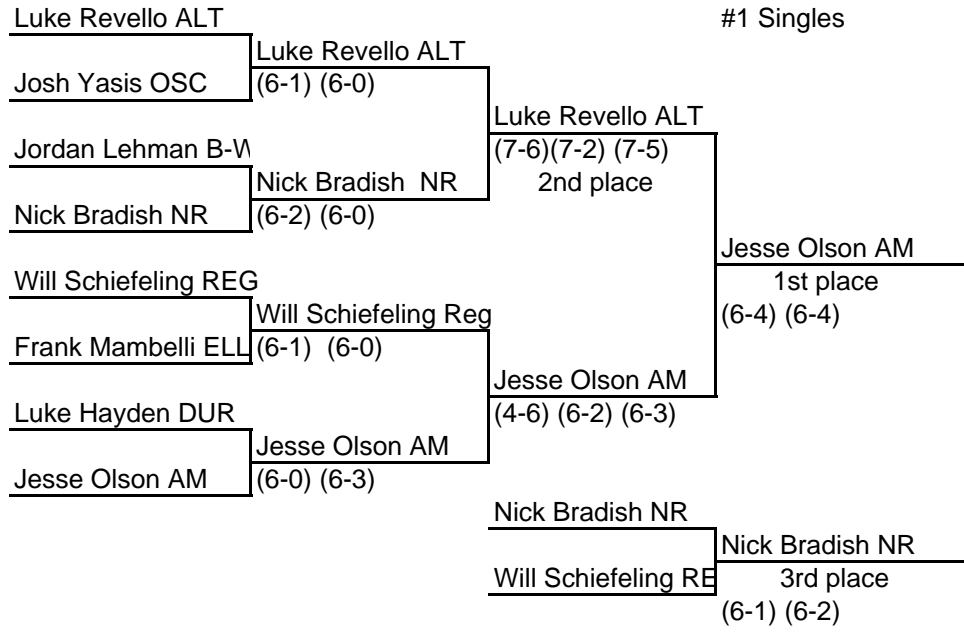 Luke Revello ALT
#1 Singles
Luke Revello ALT
Josh Yasis OSC
(6-1) (6-0)
Luke Revello ALT
Jordan Lehman B-W
(7-6)(7-2) (7-5)
Nick Bradish NR
2nd place
Nick Bradish NR
(6-2) (6-0)
Jesse Olson AM
Will Schiefeling REG
1st place
Will Schiefeling Reg
(6-4) (6-4)
Frank Mambelli ELL
(6-1) (6-0)
Jesse Olson AM
Luke Hayden DUR
(4-6) (6-2) (6-3)
Jesse Olson AM
Jesse Olson AM
(6-0) (6-3)
Nick Bradish NR
Nick Bradish NR
Will Schiefeling RE
3rd place
(6-1) (6-2)